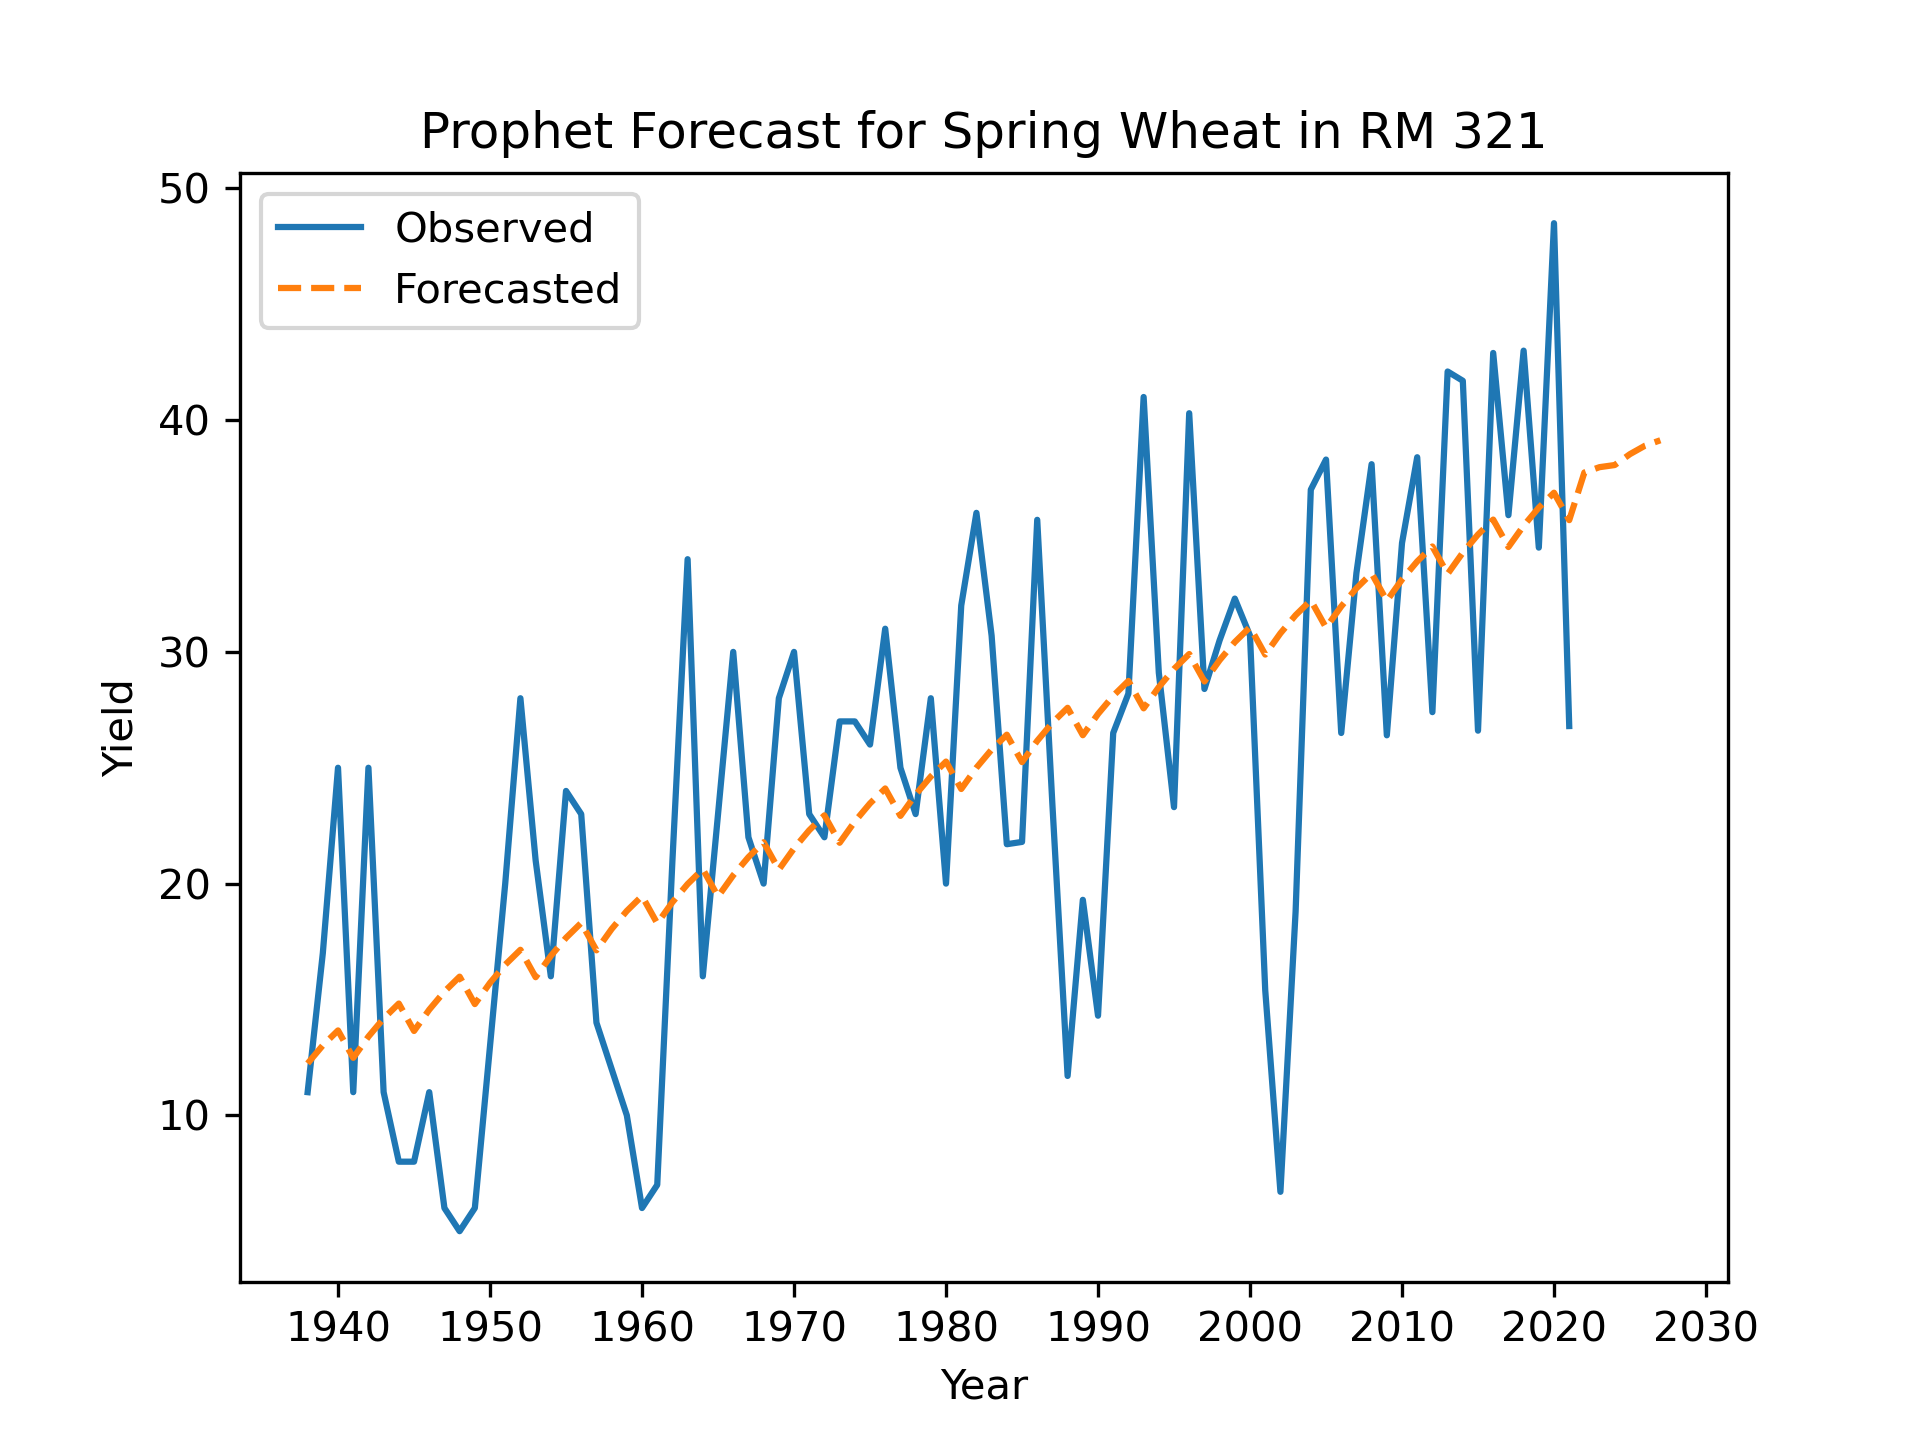 Prophet Forecast for Spring Wheat in RM 321
50
40
30
20
10
Yield
Observed
Forecasted
1940 1950 1960 1970 1980 1990 2000 2010 2020 2030
Year